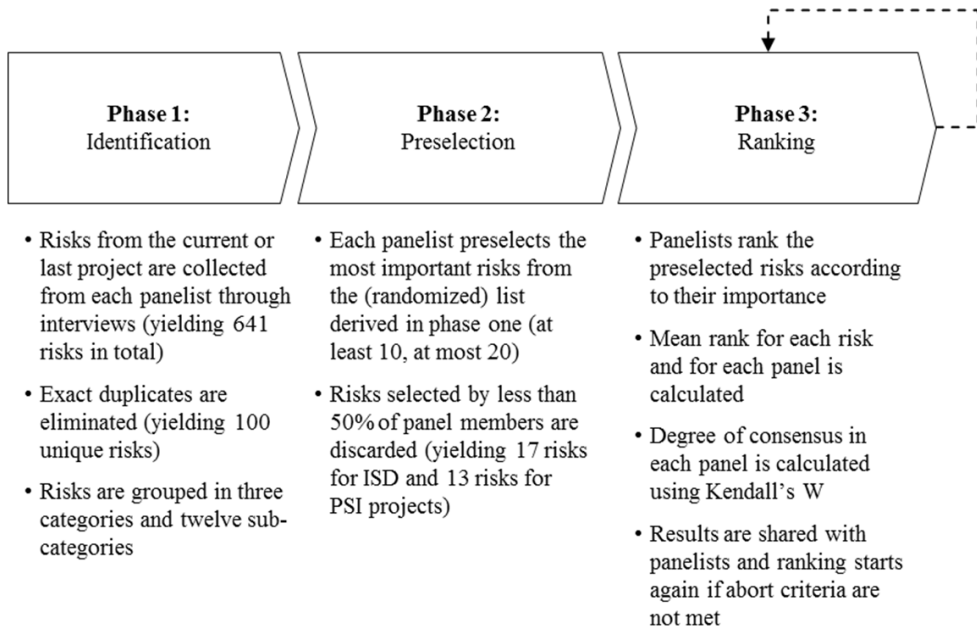 Phase 1:
Identification
Phase 2:
Preselection
Phase 3:
Ranking
• Risks from the current or
last project are collected
from each panelist through
interviews (yielding 641
risks in total)
• Exact duplicates are
eliminated (yielding 100
unique risks)
• Risks are grouped in three
categories and twelve sub-
categories
• Each panelist preselects the
most important risks from
the (randomized) list
derived in phase one (at
least 10, at most 20)
• Risks selected by less than
50% of panel members are
discarded (yielding 17 risks
for ISD and 13 risks for
PSI projects)
• Panelists rank the
preselected risks according
to their importance
• Mean rank for each risk
and for each panel is
calculated
• Degree of consensus in
each panel is calculated
using Kendall's W
• Results are shared with
panelists and ranking starts
again if abort criteria are
not met